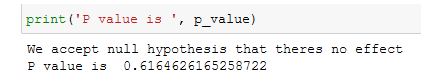 print('P value is ', p_value)
We accept null hypothesis that theres no effect
P value is  0.6164626165258722